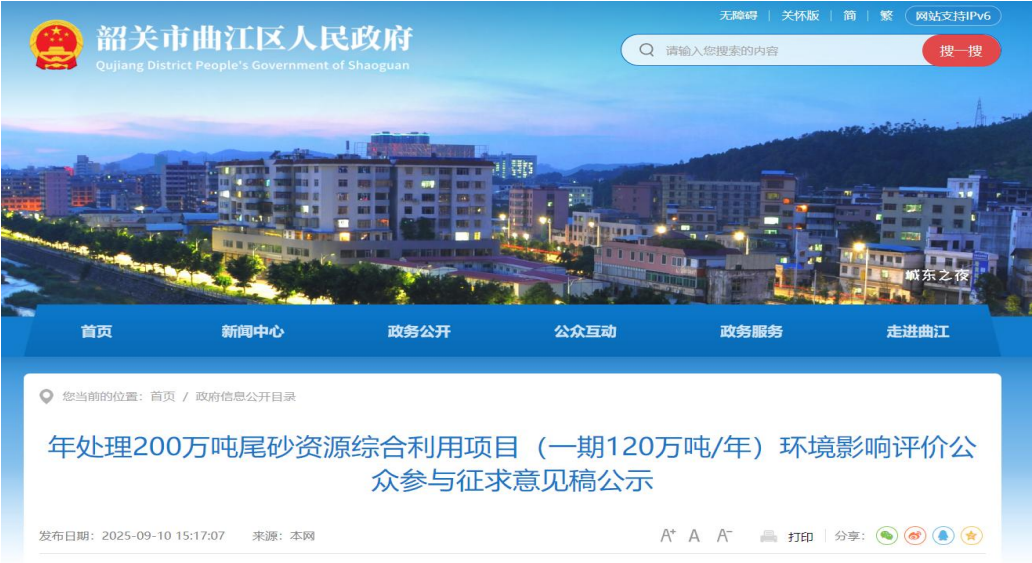 无障碍 | 关怀版 | 简 | 繁 网站支持IPv6
韶关市曲江区人民政府
Qujiang District People's Government of Shaoguan
请输入您搜索的内容 搜一搜
城东之夜
首页 新闻中心 政务公开 公众互动 政务服务 走进曲江
您当前的位置：首页 / 政府信息公开目录
年处理200万吨尾砂资源综合利用项目（一期120万吨/年）环境影响评价公
众参与征求意见稿公示
发布日期：2025-09-10 15:17:07 来源：本网 A+ A A- 打印 | 分享：